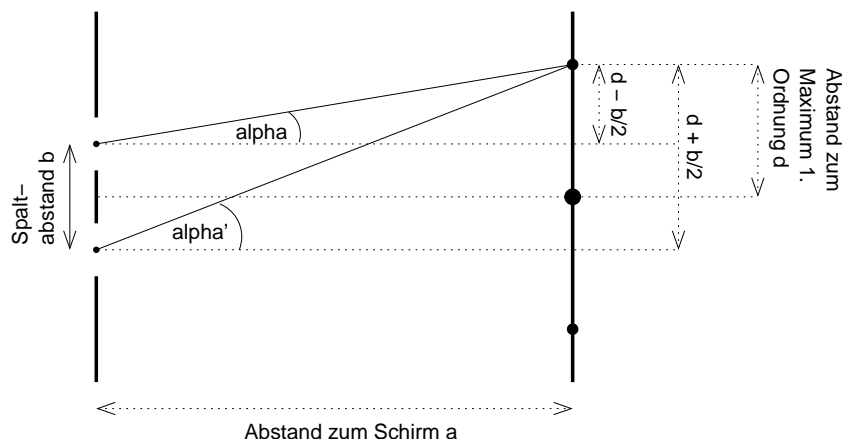 alpha
alpha’
Spalt–
abstand b
d – b/2
d + b/2
Abstand zum
Maximum 1.
Ordnung d
Abstand zum Schirm a